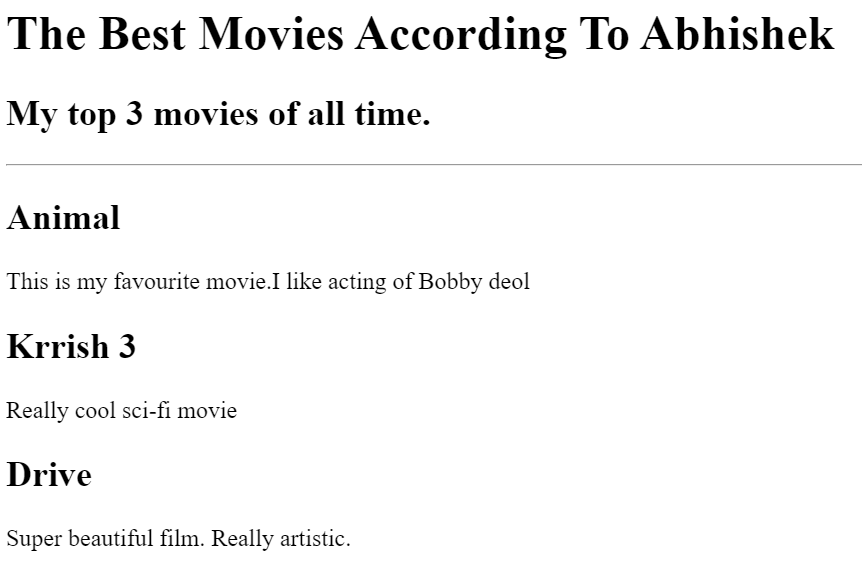 The Best Movies According To Abhishek
My top 3 movies of all time.
Animal
This is my favourite movie.I like acting of Bobby deol
Krrish 3
Really cool sci-fi movie
Drive
Super beautiful film. Really artistic.